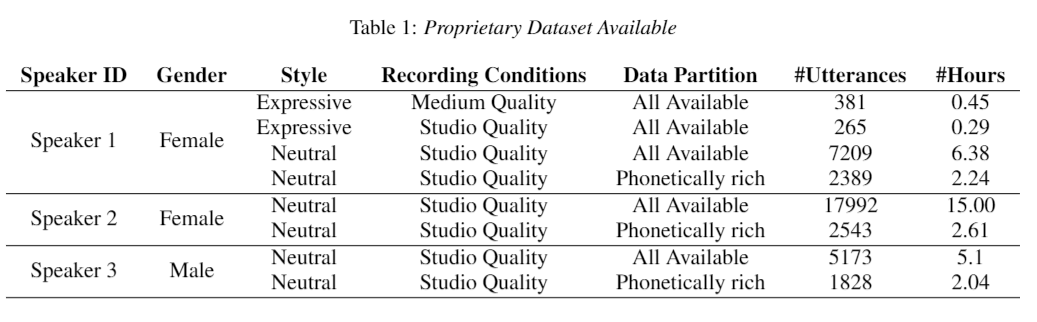 Table 1: Proprietary Dataset Available
Speaker ID Gender Style Recording Conditions Data Partition #Utterances #Hours
Speaker 1 Female Expressive Medium Quality All Available 381 0.45
Expressive Studio Quality All Available 265 0.29
Neutral Studio Quality All Available 7209 6.38
Neutral Studio Quality Phonetically rich 2389 2.24
Speaker 2 Female Neutral Studio Quality All Available 17992 15.00
Neutral Studio Quality Phonetically rich 2543 2.61
Speaker 3 Male Neutral Studio Quality All Available 5173 5.1
Neutral Studio Quality Phonetically rich 1828 2.04